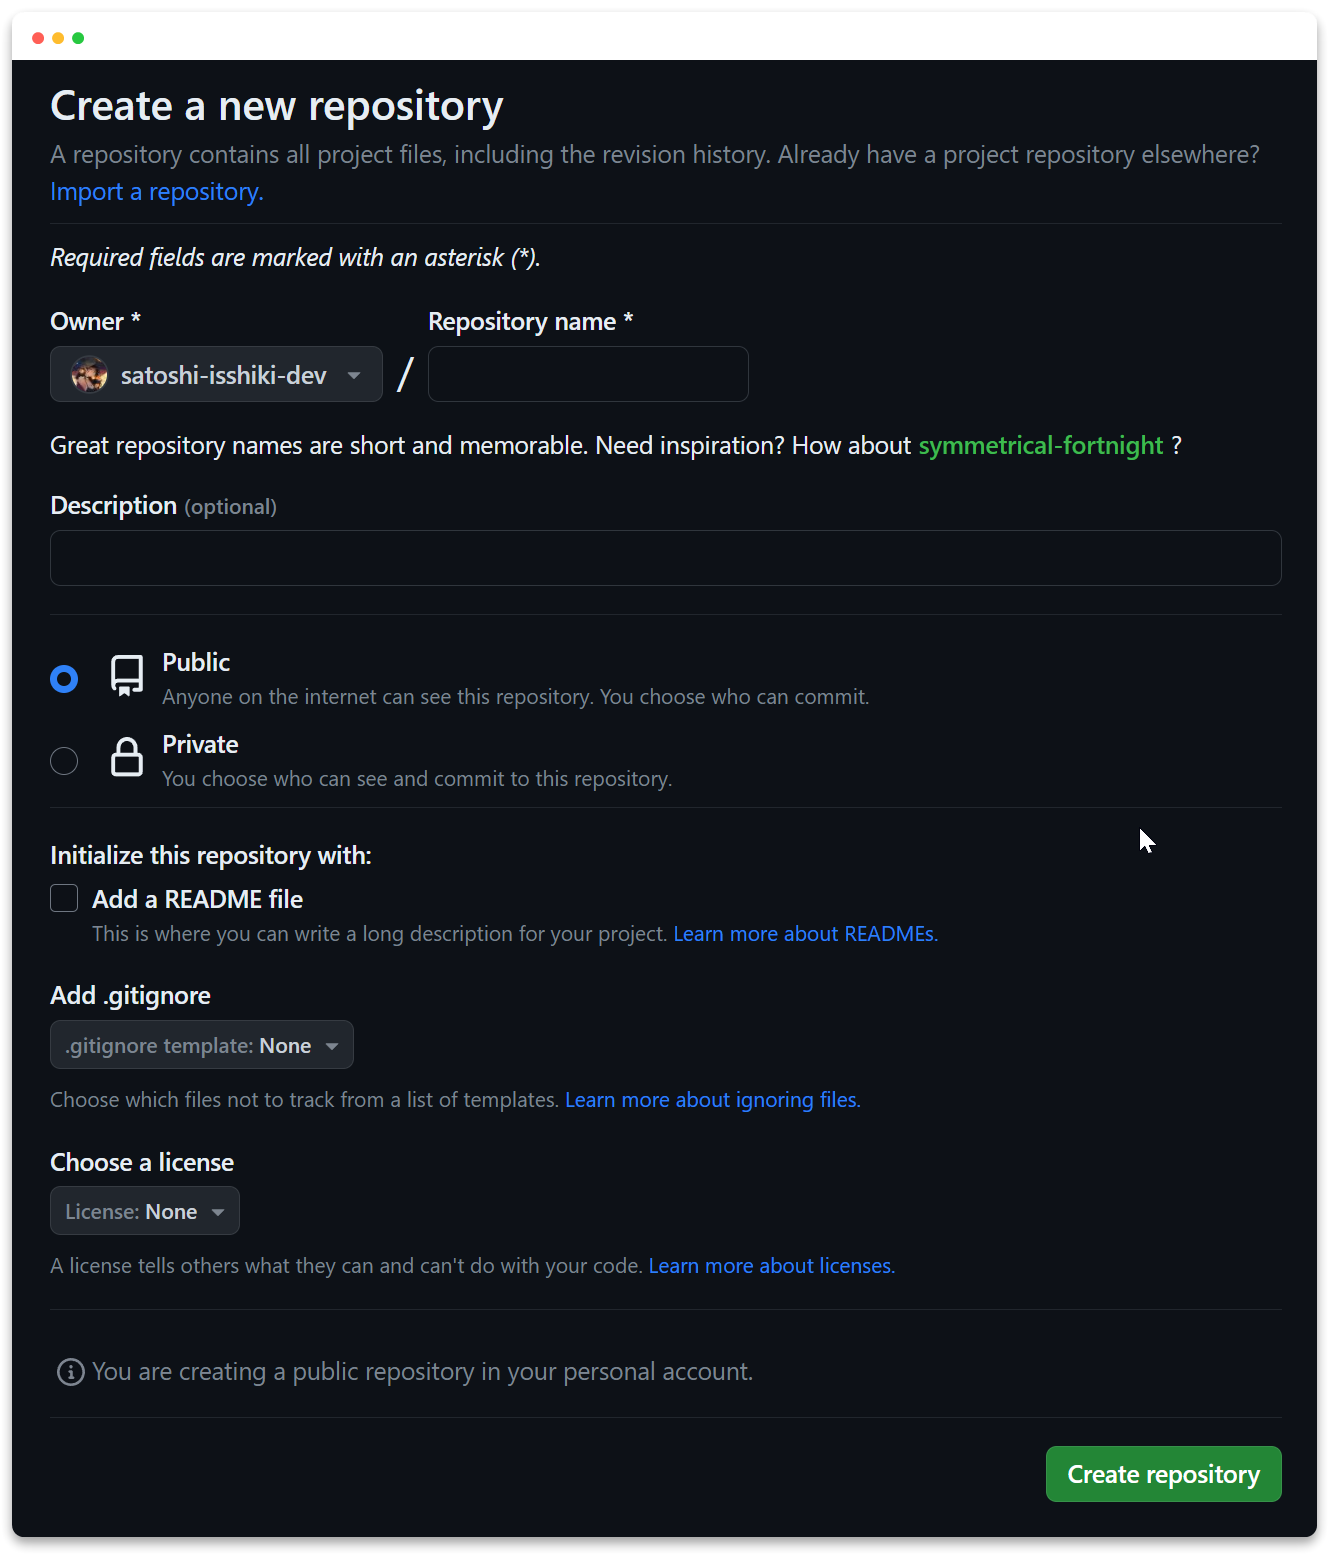 Create a new repository
A repository contains all project files, including the revision history. Already have a project repository elsewhere?
Import a repository.
Required fields are marked with an asterisk (*).
Owner *
Repository name *
satoshi-isshiki-dev
/
Great repository names are short and memorable. Need inspiration? How about symmetrical-fortnight ?
Description (optional)
Public
Anyone on the internet can see this repository. You choose who can commit.
Private
You choose who can see and commit to this repository.
Initialize this repository with:
Add a README file
This is where you can write a long description for your project. Learn more about READMEs.
Add .gitignore
.gitignore template: None
Choose which files not to track from a list of templates. Learn more about ignoring files.
Choose a license
License: None
A license tells others what they can and can't do with your code. Learn more about licenses.
You are creating a public repository in your personal account.
Create repository